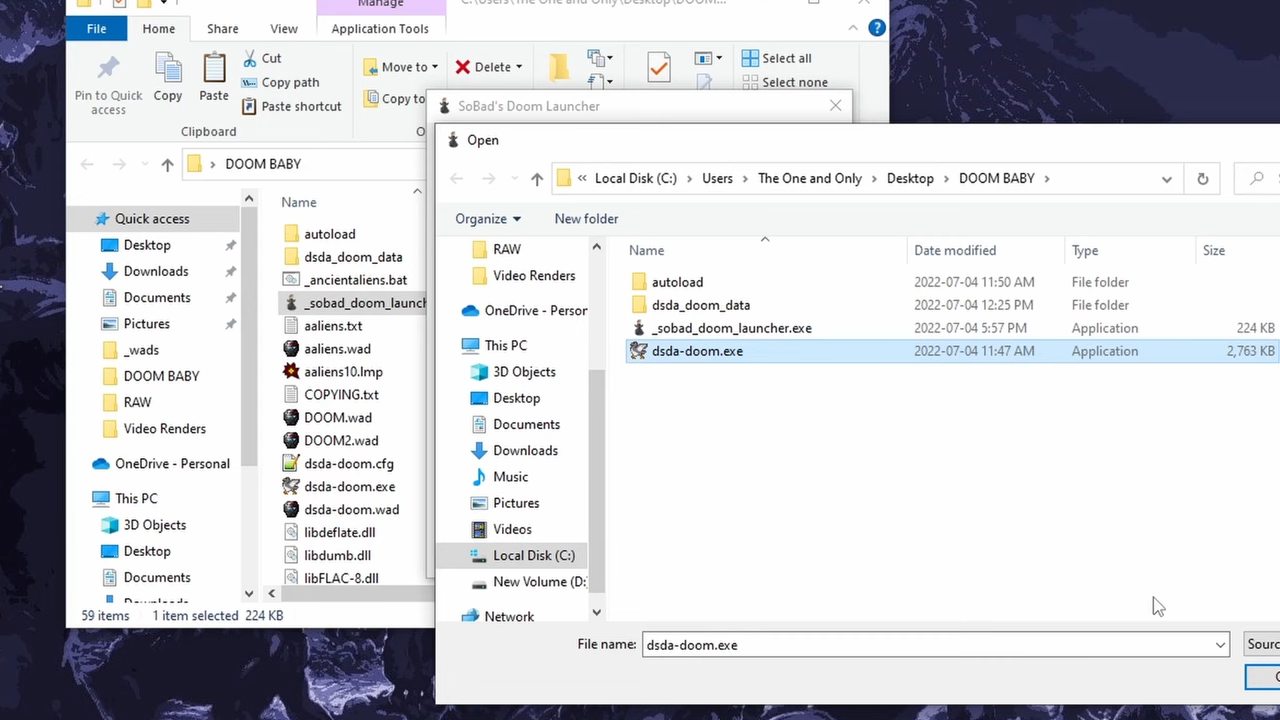 Manage
C:\Users\The One and Only\Desktop\DOOM...
File
Home
Share
View
Application Tools
Pin to Quick
access
Copy
Paste
Cut
Copy path
Paste shortcut
Clipboard
Move to
Copy to
Delete
Select all
Select none
DOOM BABY
Quick access
Desktop
Downloads
Documents
Pictures
_wads
DOOM BABY
RAW
Video Renders
OneDrive - Personal
This PC
3D Objects
Desktop
Documents
Name
autoload
dsda_doom_data
_ancientaliens.bat
_sobad_doom_launch
aaliens.txt
aaliens.wad
aaliens10.lmp
COPYING.txt
DOOM.wad
DOOM2.wad
dsda-doom.cfg
dsda-doom.exe
dsda-doom.wad
libdeflate.dll
libdumb.dll
libFLAC-8.dll
59 items
1 item selected 224 KB
SoBad's Doom Launcher
Open
« Local Disk (C:) › Users › The One and Only › Desktop › DOOM BABY ›
Organize
New folder
RAW
Video Renders
OneDrive - Person
This PC
3D Objects
Desktop
Documents
Downloads
Music
Pictures
Videos
Local Disk (C:)
New Volume (D:
Network
Name Date modified Type Size
autoload 2022-07-04 11:50 AM File folder
dsda_doom_data 2022-07-04 12:25 PM File folder
_sobad_doom_launcher.exe 2022-07-04 5:57 PM Application 224 KB
dsda-doom.exe 2022-07-04 11:47 AM Application 2,763 KB
File name: dsda-doom.exe